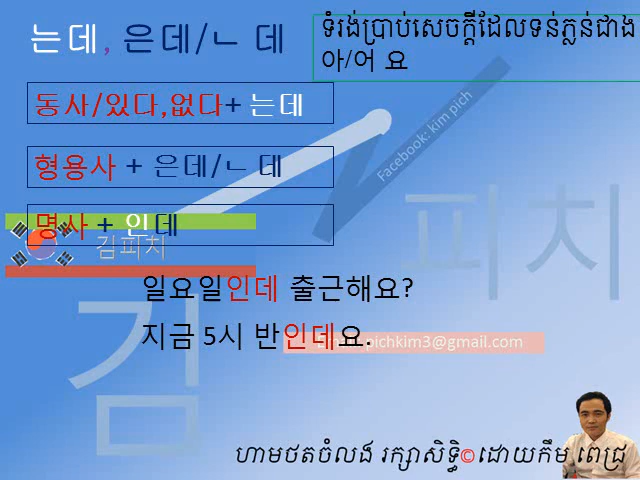 는데, 은데/ㄴ 데
ទំរង់ប្រាប់សេចក្ដីដែលទន់ភ្លន់ជាង
아/어 요
동사/있다,없다+ 는데
형용사 + 은데/ㄴ 데
Facebook: kim pich
명사 + 인데
김피치
피치
김
일요일인데 출근해요?
지금 5시 반인데요.
pichkim3@gmail.com
ហាមថតចំលង រក្សាសិទ្ធិ©ដោយកឹម ពេជ្រ